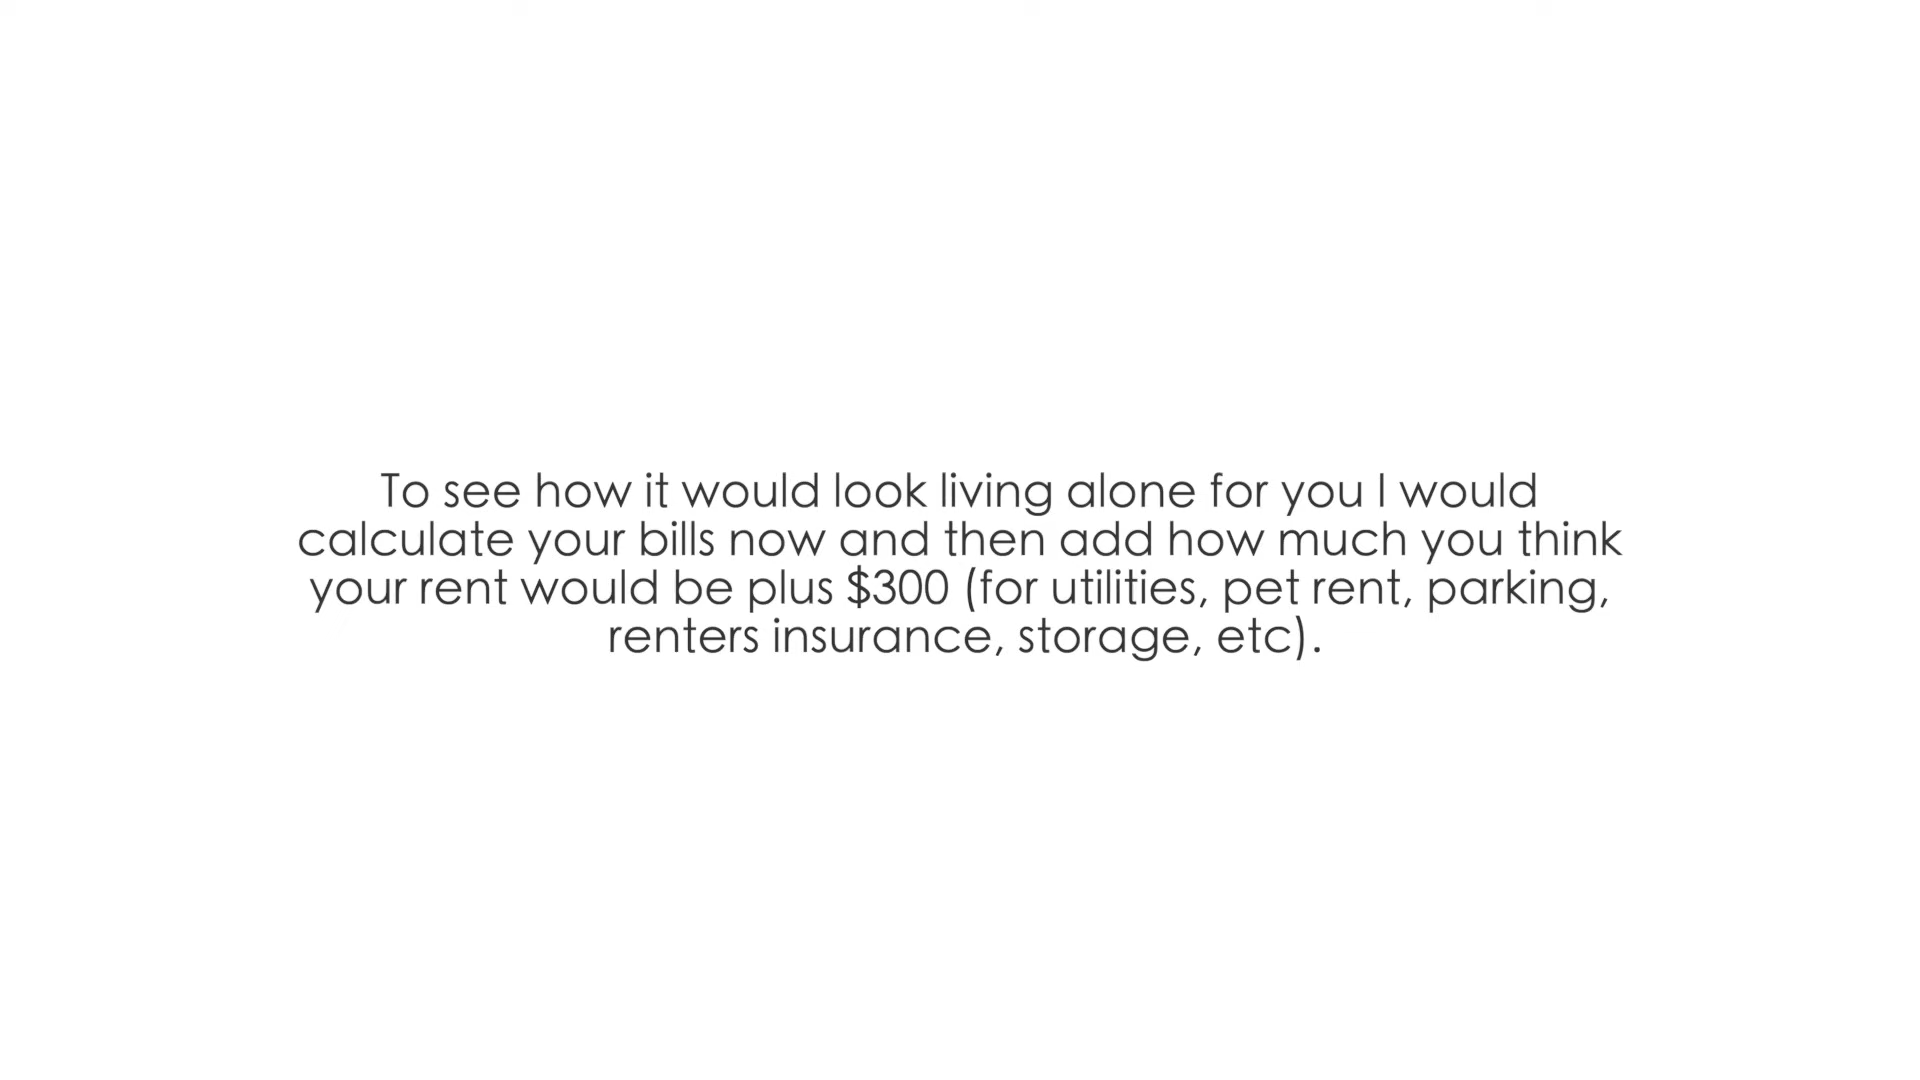 To see how it would look living alone for you I would
calculate your bills now and then add how much you think
your rent would be plus $300 (for utilities, pet rent, parking,
renters insurance, storage, etc).